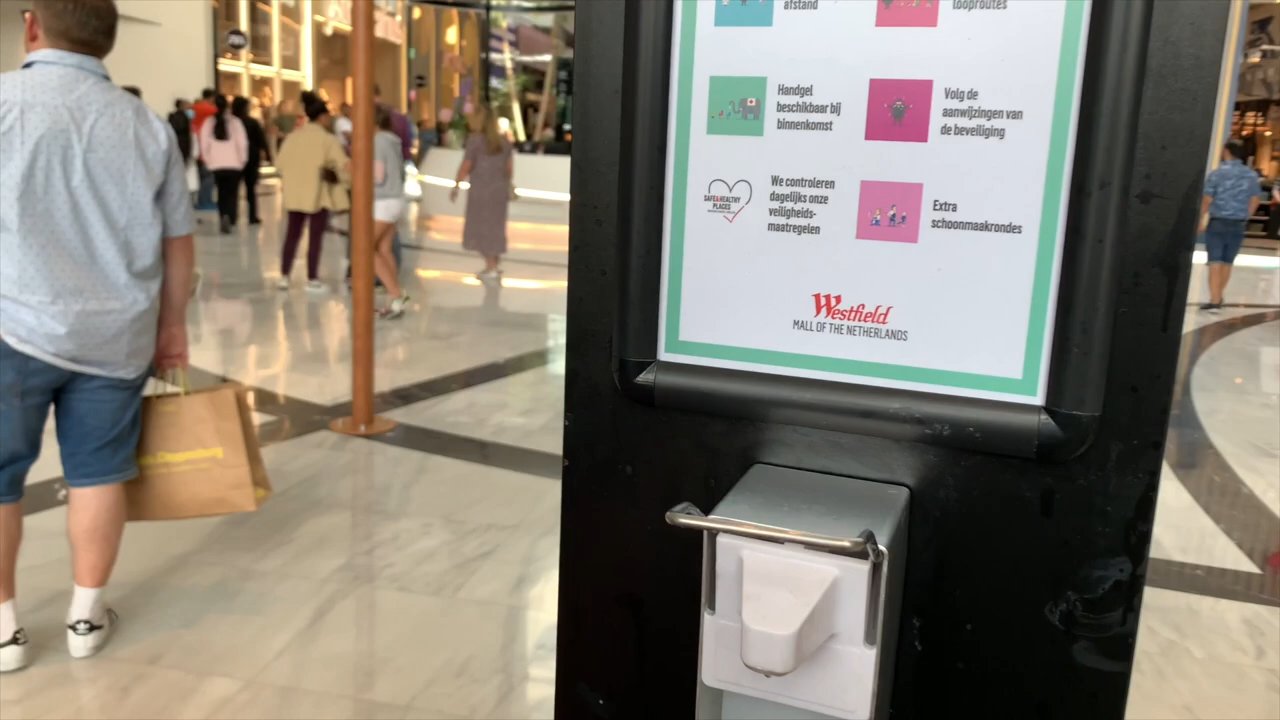 afstand
looproutes
Handgel
beschikbaar bij
binnenkomst
Volg de
aanwijzingen van
de beveiliging
SAFE&HEALTHY
PLACES
We controleren
dagelijks onze
veiligheids-
maatregelen
Extra
schoonmaakrondes
Westfield
MALL OF THE NETHERLANDS